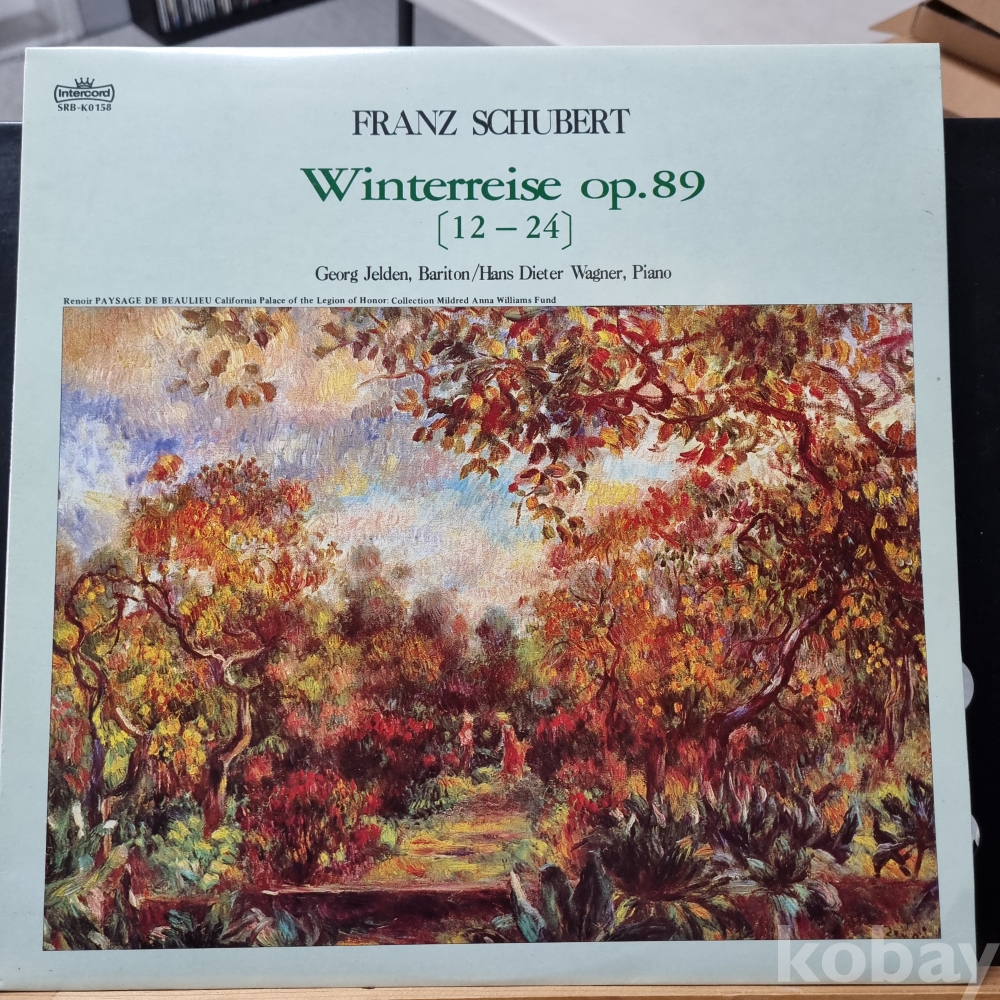 Intercord
SRB-K0158
FRANZ SCHUBERT
Winterreise op.89
[12 – 24]
Georg Jelden, Bariton/Hans Dieter Wagner, Piano
Renoir PAYSAGE DE BEAULIEU California Palace of the Legion of Honor: Collection Mildred Anna Williams Fund
kobay